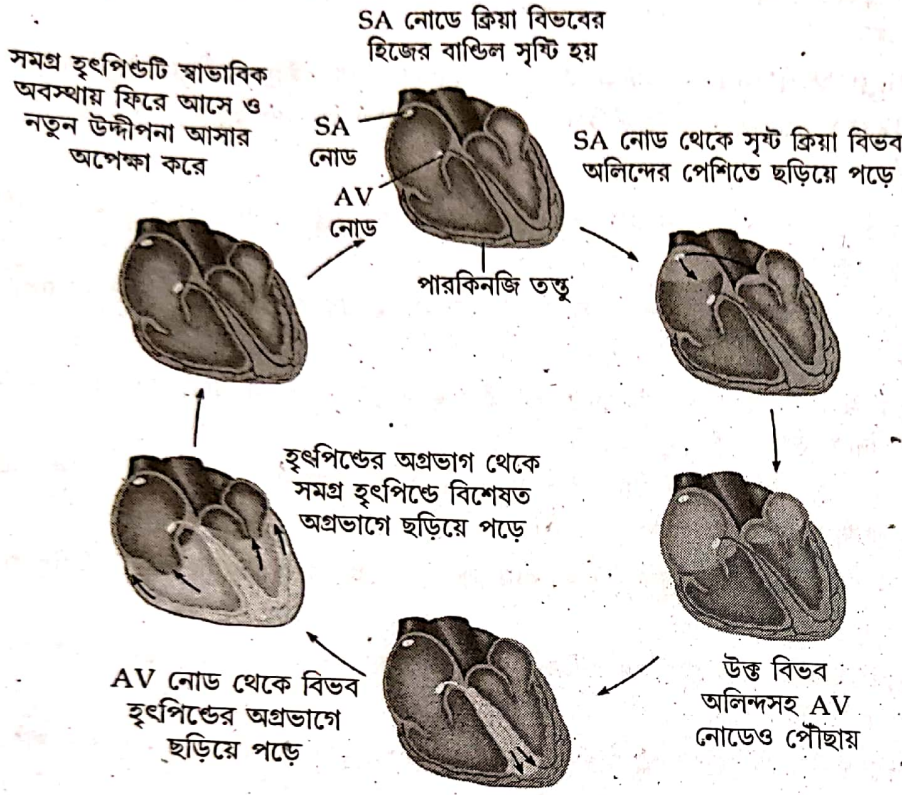 SA নোডে ক্রিয়া বিভবের
হিজের বান্ডিল সৃষ্টি হয়
সমগ্র হৃৎপিন্ডটি স্বাভাবিক
অবস্থায় ফিরে আসে ও
নতুন উদ্দীপনা আসার
অপেক্ষা করে
SA
নোড
AV
নোড
পারকিনজি তন্তু
SA নোড থেকে সৃষ্ট ক্রিয়া বিভব
অলিন্দের পেশিতে ছড়িয়ে পড়ে
হৃৎপিন্ডের অগ্রভাগ থেকে
সমগ্র হৃৎপিন্ডে বিশেষত
অগ্রভাগে ছড়িয়ে পড়ে
উক্ত বিভব
অলিন্দসহ AV
নোডেও পৌঁছায়
AV নোড থেকে বিভব
হৃৎপিন্ডের অগ্রভাগে
ছড়িয়ে পড়ে